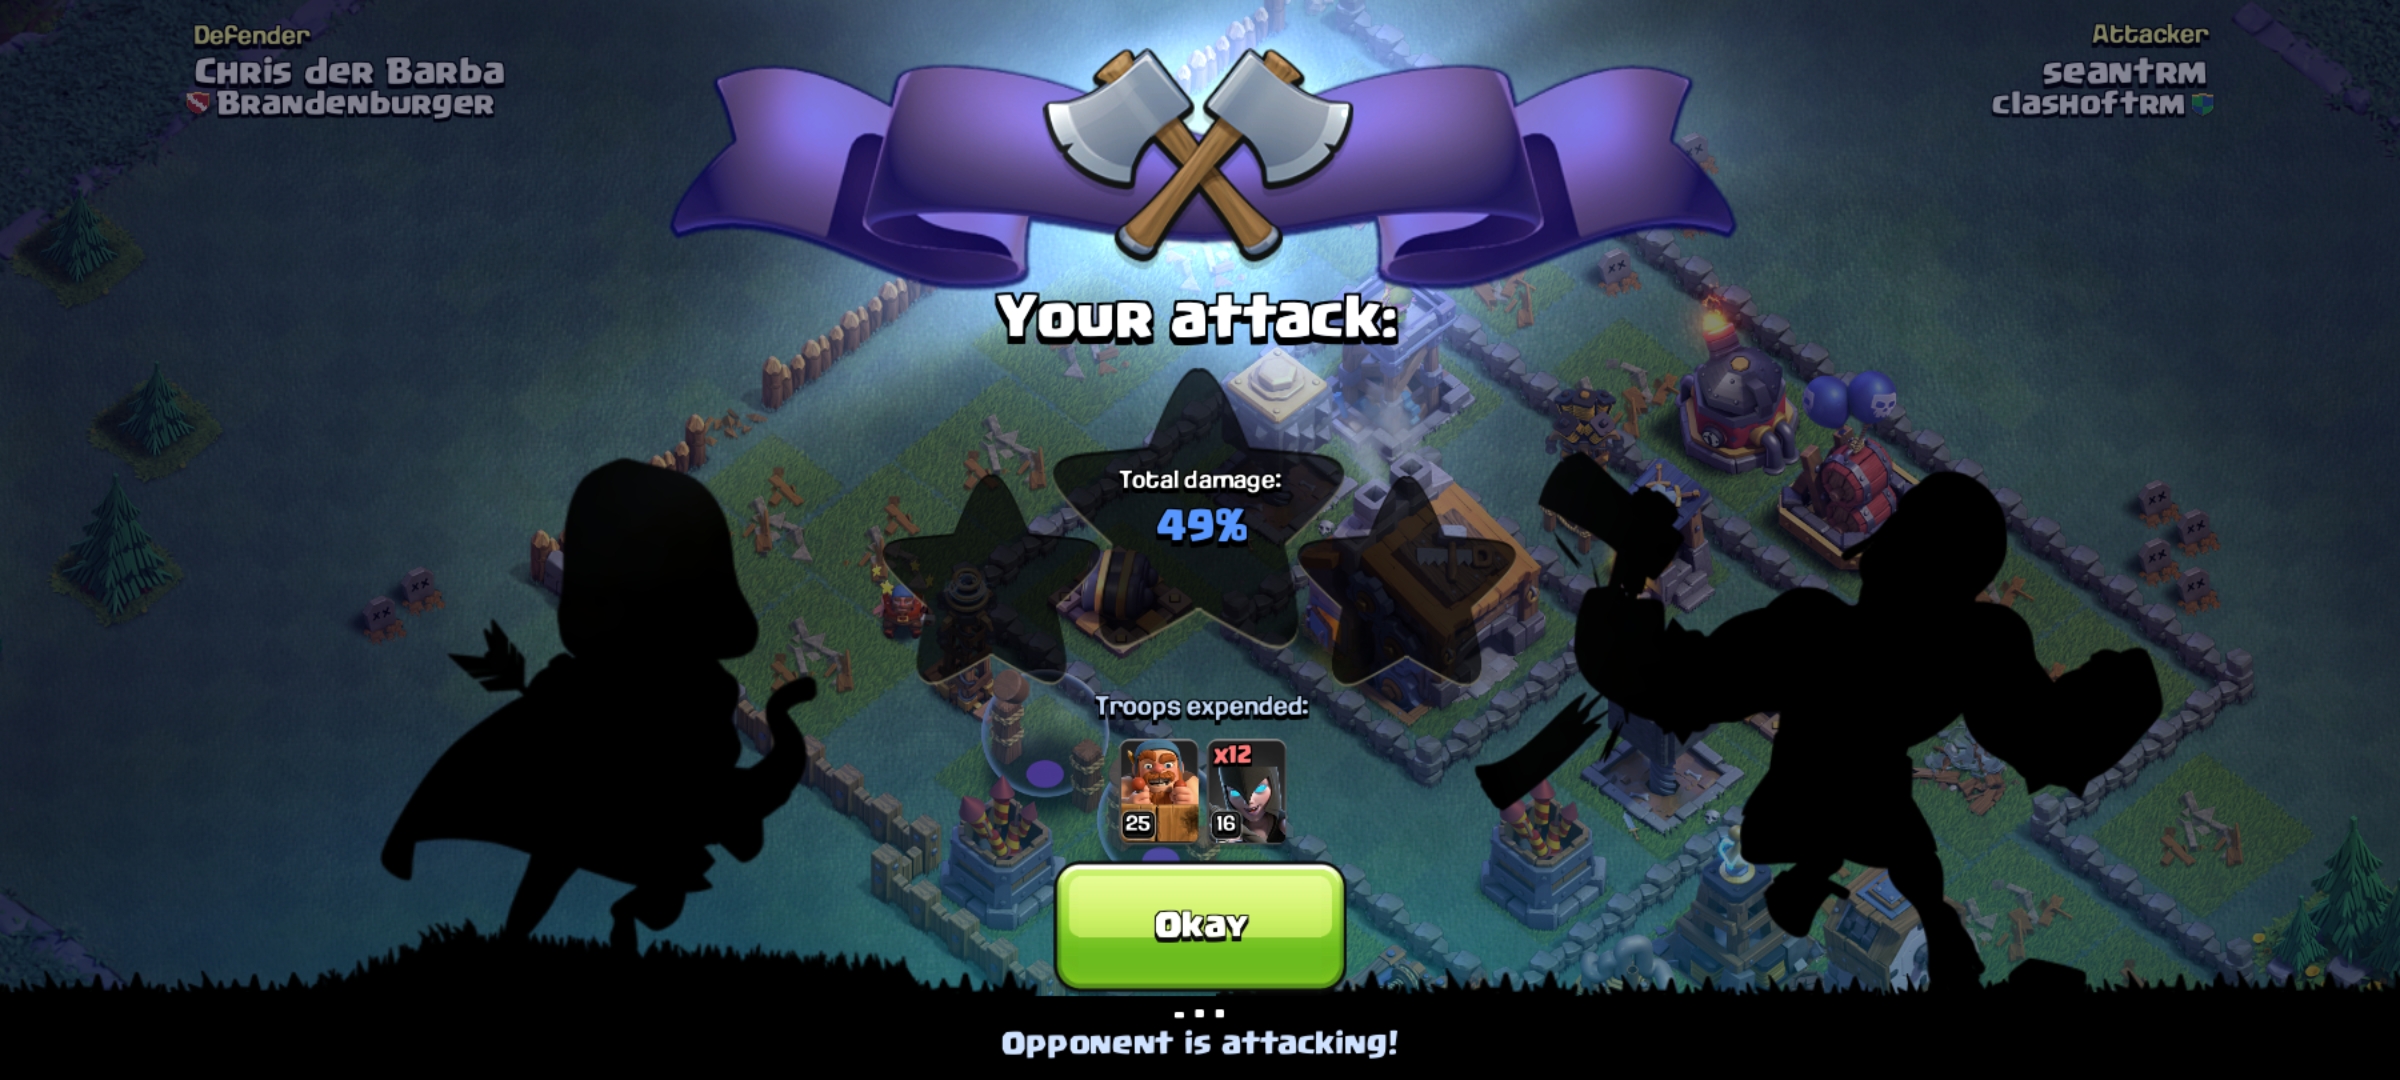 Defender
Chris der Barba
Brandenburger
Attacker
seantrm
clashoftrm
Your attack:
Total damage:
49%
Troops expended:
x12
25
16
Okay
...
Opponent is attacking!